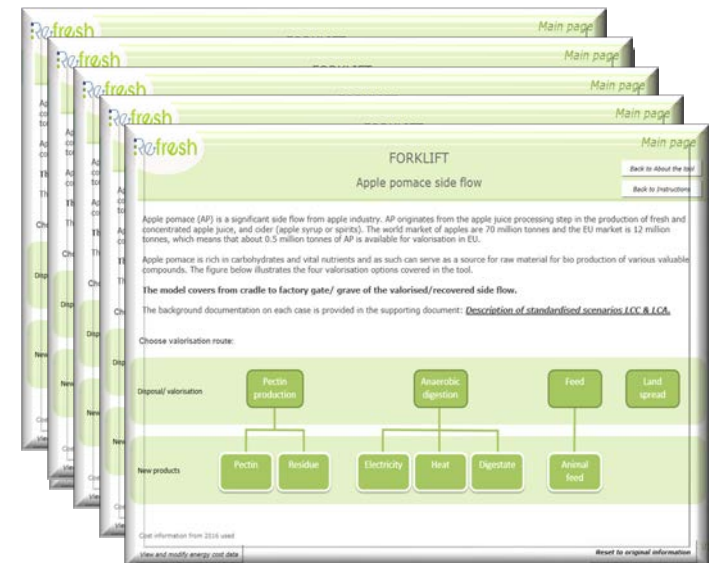 Main page
Refresh
Main page
Refresh
Main page
Refresh
Main page
Refresh
Main page
Refresh
FORKLIFT
Apple pomace side flow
Back to About the tool
Back to Instructions
Apple pomace (AP) is a significant side flow from apple industry. AP originates from the apple juice processing step in the production of fresh and
concentrated apple juice, and cider (apple syrup or spirits). The world market of apples are 70 million tonnes and the EU market is 12 million
tonnes, which means that about 0.5 million tonnes of AP is available for valorisation in EU.
Apple pomace is rich in carbohydrates and vital nutrients and as such can serve as a source for raw material for bio production of various valuable
compounds. The figure below illustrates the four valorisation options covered in the tool.
The model covers from cradle to factory gate/ grave of the valorised/recovered side flow.
The background documentation on each case is provided in the supporting document: Description of standardised scenarios LCC & LCA.
Choose valorisation route:
Disposal/ valorisation
Pectin
production
Anaerobic
digestion
Feed
Land
spread
New products
Pectin
Residue
Electricity
Heat
Digestate
Animal
feed
Cost information from 2016 used
View and modify energy cost data
Reset to original information